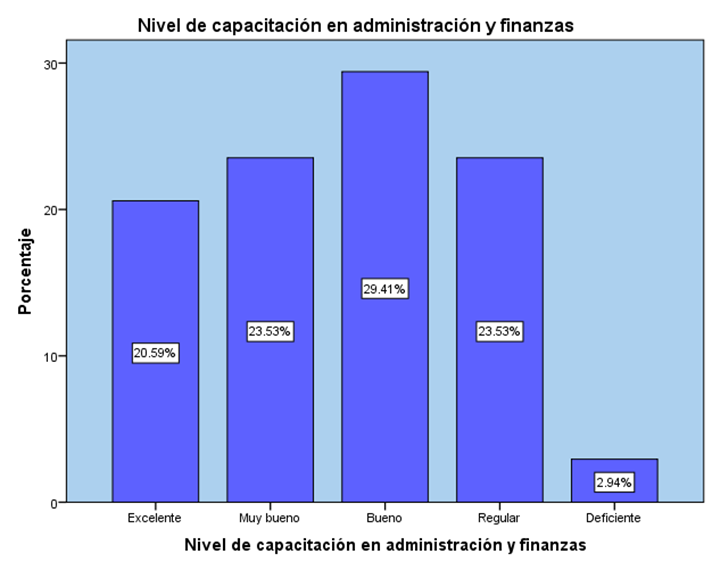 Nivel de capacitación en administración y finanzas
Porcentaje
30
20
10
0
29.41%
23.53%
23.53%
20.59%
2.94%
Excelente
Muy bueno
Bueno
Regular
Deficiente
Nivel de capacitación en administración y finanzas